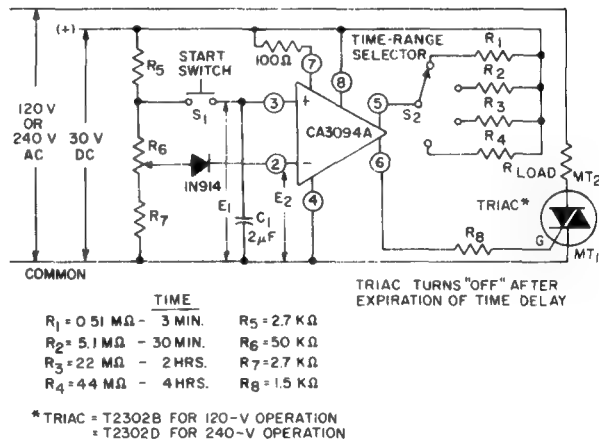 (+)
120 V
OR
240 V
AC
30 V
DC
R5
START
SWITCH
S1
100Ω
7
8
TIME-RANGE
SELECTOR
R1
R2
R3
R4
R6
3
+
CA3094A
5
S2
2
−
6
IN914
4
R7
E1
C1
2μF
E2
RLOAD
MT2
TRIAC*
G
MT1
R8
COMMON
TRIAC TURNS "OFF" AFTER
EXPIRATION OF TIME DELAY
TIME
R1 = 0.51 MΩ - 3 MIN. R5 = 2.7 KΩ
R2 = 5.1 MΩ - 30 MIN. R6 = 50 KΩ
R3 = 22 MΩ - 2 HRS. R7 = 2.7 KΩ
R4 = 44 MΩ - 4 HRS. R8 = 1.5 KΩ
* TRIAC = T2302B FOR 120-V OPERATION
= T2302D FOR 240-V OPERATION